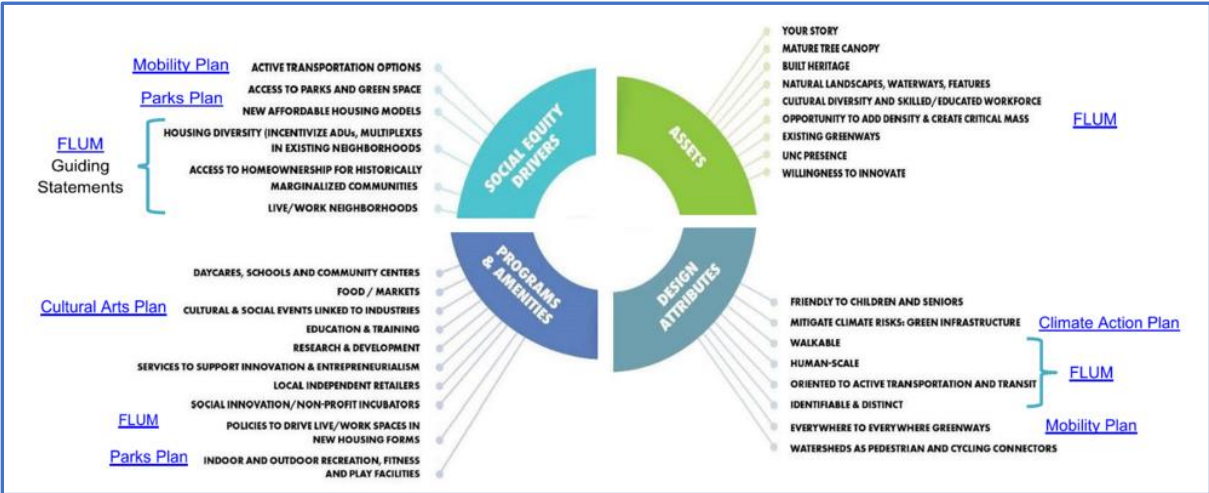 Mobility Plan
ACTIVE TRANSPORTATION OPTIONS
Parks Plan
ACCESS TO PARKS AND GREEN SPACE
NEW AFFORDABLE HOUSING MODELS
FLUM
Guiding
Statements
HOUSING DIVERSITY (INCENTIVIZE ADUs, MULTIPLEXES
IN EXISTING NEIGHBORHOODS
ACCESS TO HOMEOWNERSHIP FOR HISTORICALLY
MARGINALIZED COMMUNITIES
LIVE/WORK NEIGHBORHOODS
SOCIAL EQUITY
DRIVERS
ASSETS
YOUR STORY
MATURE TREE CANOPY
BUILT HERITAGE
NATURAL LANDSCAPES, WATERWAYS, FEATURES
CULTURAL DIVERSITY AND SKILLED/EDUCATED WORKFORCE
OPPORTUNITY TO ADD DENSITY & CREATE CRITICAL MASS
FLUM
EXISTING GREENWAYS
UNC PRESENCE
WILLINGNESS TO INNOVATE
PROGRAMS
& AMENITIES
DAYCARES, SCHOOLS AND COMMUNITY CENTERS
FOOD / MARKETS
Cultural Arts Plan
CULTURAL & SOCIAL EVENTS LINKED TO INDUSTRIES
EDUCATION & TRAINING
RESEARCH & DEVELOPMENT
SERVICES TO SUPPORT INNOVATION & ENTREPRENEURIALISM
LOCAL INDEPENDENT RETAILERS
SOCIAL INNOVATION/NON-PROFIT INCUBATORS
FLUM
POLICIES TO DRIVE LIVE/WORK SPACES IN
NEW HOUSING FORMS
Parks Plan
INDOOR AND OUTDOOR RECREATION, FITNESS
AND PLAY FACILITIES
DESIGN
ATTRIBUTES
FRIENDLY TO CHILDREN AND SENIORS
MITIGATE CLIMATE RISKS: GREEN INFRASTRUCTURE
Climate Action Plan
WALKABLE
HUMAN-SCALE
FLUM
ORIENTED TO ACTIVE TRANSPORTATION AND TRANSIT
IDENTIFIABLE & DISTINCT
EVERYWHERE TO EVERYWHERE GREENWAYS
Mobility Plan
WATERSHEDS AS PEDESTRIAN AND CYCLING CONNECTORS